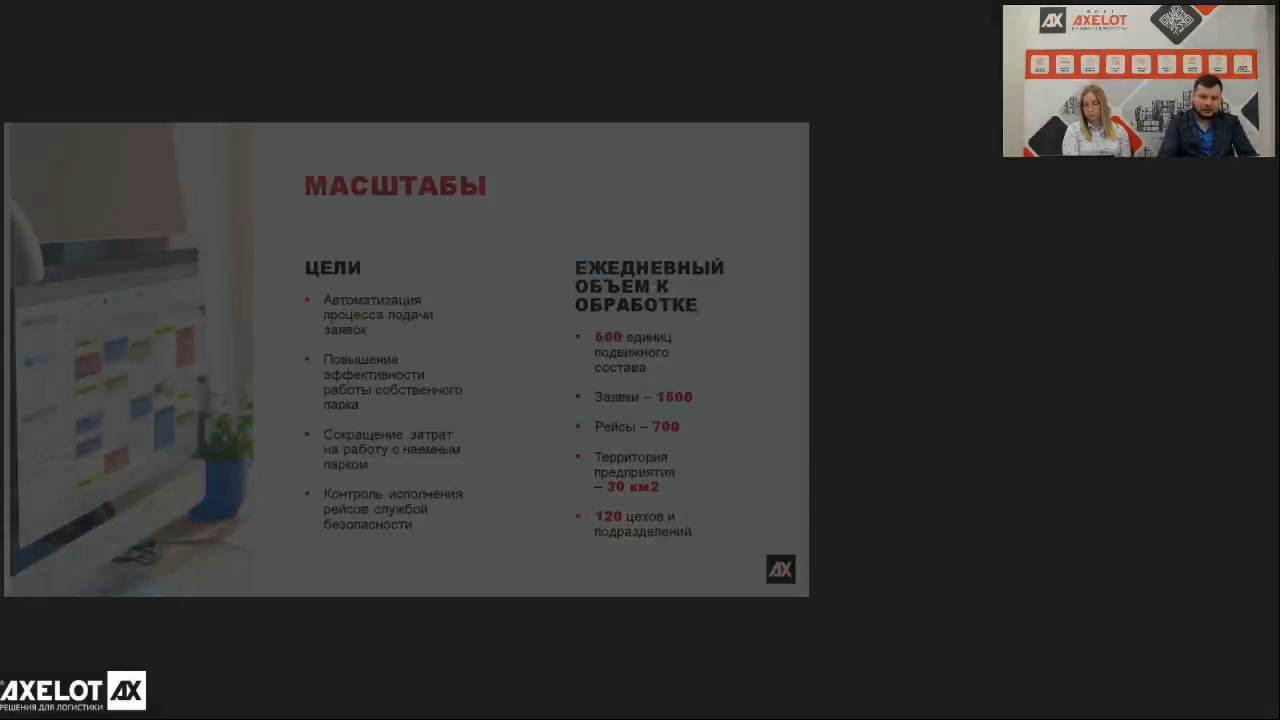 AXELOT
МАСШТАБЫ
ЦЕЛИ
Автоматизация
процесса подачи
заявок
Повышение
эффективности
работы собственного
парка
Сокращение затрат
на работу с наемным
парком
Контроль исполнения
рейсов службой
безопасности
ЕЖЕДНЕВНЫЙ
ОБЪЕМ К
ОБРАБОТКЕ
600 единиц
подвижного
состава
Заявки – 1500
Рейсы – 700
Территория
предприятия
– 30 км2
120 цехов и
подразделений
AX
AXELOT AX
РЕШЕНИЯ ДЛЯ ЛОГИСТИКИ